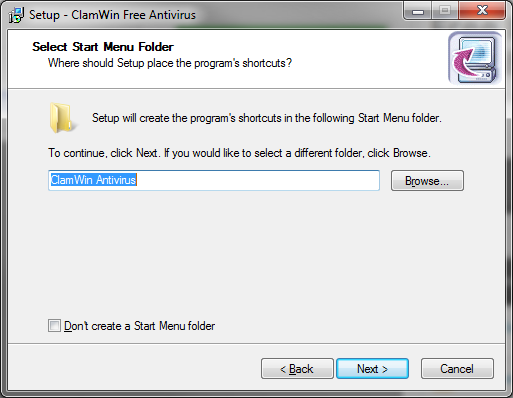 Setup - ClamWin Free Antivirus
Select Start Menu Folder
Where should Setup place the program's shortcuts?
Setup will create the program's shortcuts in the following Start Menu folder.
To continue, click Next. If you would like to select a different folder, click Browse.
ClamWin Antivirus
Browse...
Don't create a Start Menu folder
< Back
Next >
Cancel